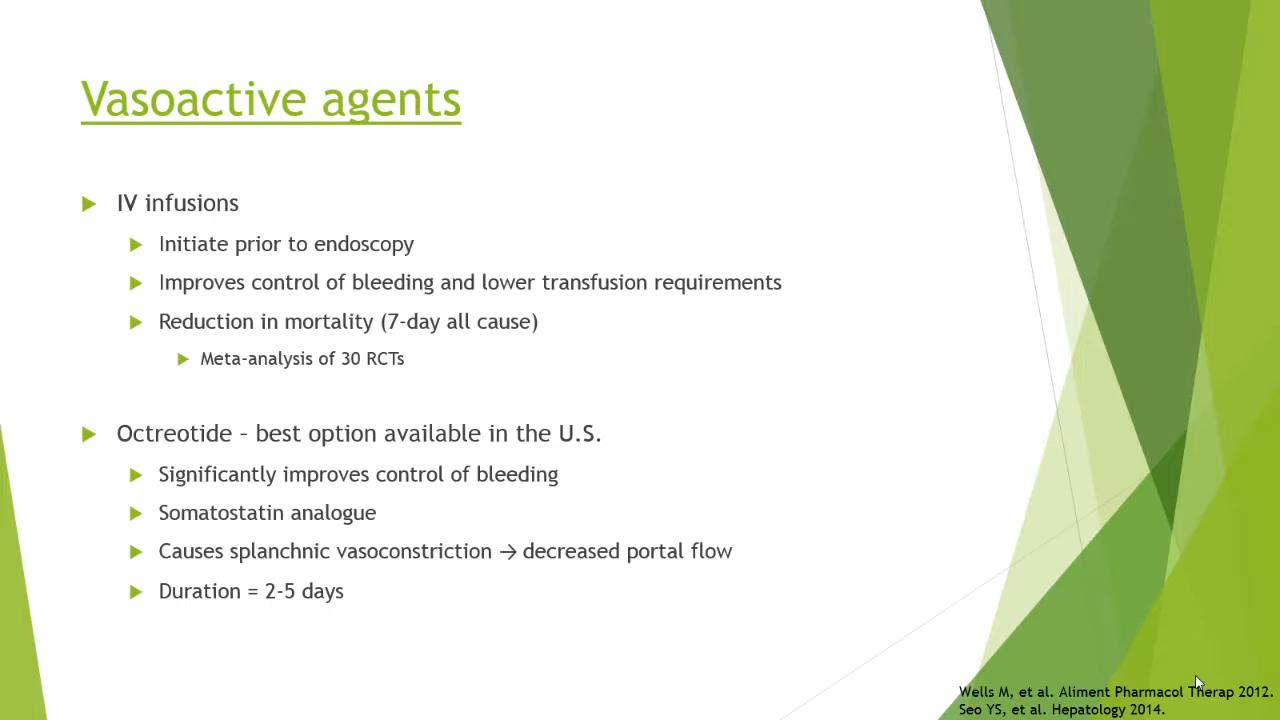 Vasoactive agents
IV infusions
Initiate prior to endoscopy
Improves control of bleeding and lower transfusion requirements
Reduction in mortality (7-day all cause)
Meta-analysis of 30 RCTs
Octreotide – best option available in the U.S.
Significantly improves control of bleeding
Somatostatin analogue
Causes splanchnic vasoconstriction → decreased portal flow
Duration = 2-5 days
Wells M, et al. Aliment Pharmacol Therap 2012.
Seo YS, et al. Hepatology 2014.